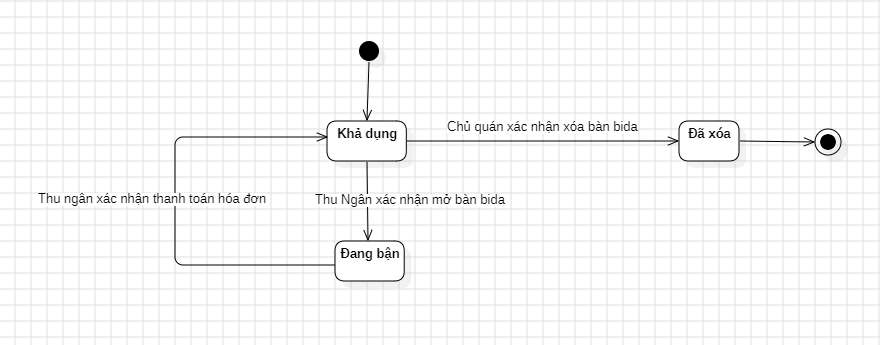 Khả dụng
Chủ quán xác nhận xóa bàn bida
Đã xóa
Thu ngân xác nhận thanh toán hóa đơn
Thu Ngân xác nhận mở bàn bida
Đang bận